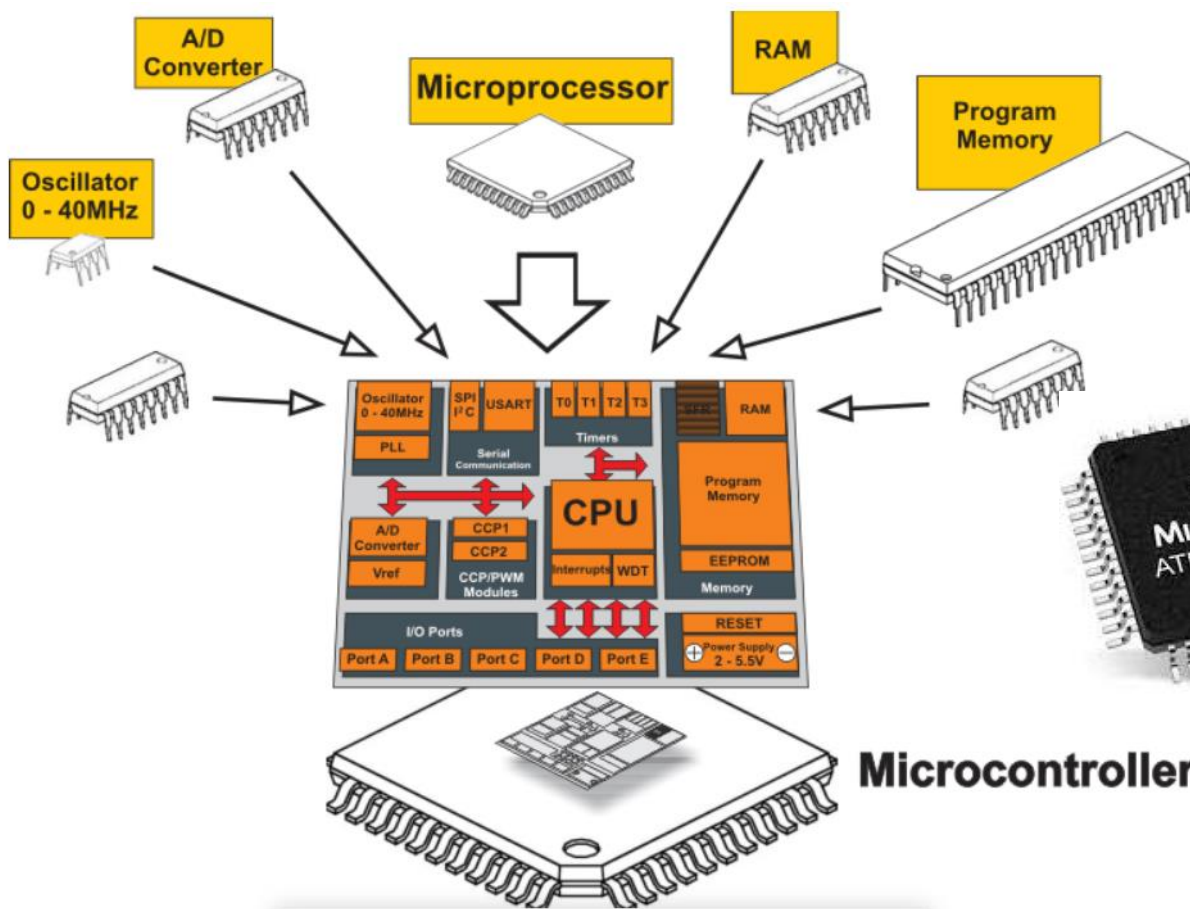 A/D
Converter
Microprocessor
RAM
Program
Memory
Oscillator
0 - 40MHz
Oscillator
0 - 40MHz
PLL
SPI
I²C
USART
Serial
Communication
T0
T1
T2
T3
Timers
RAM
Program
Memory
EEPROM
Memory
A/D
Converter
Vref
CCP1
CCP2
CCP/PWM
Modules
CPU
Interrupts
WDT
I/O Ports
Port A
Port B
Port C
Port D
Port E
RESET
Power Supply
2 - 5.5V
Microcontroller